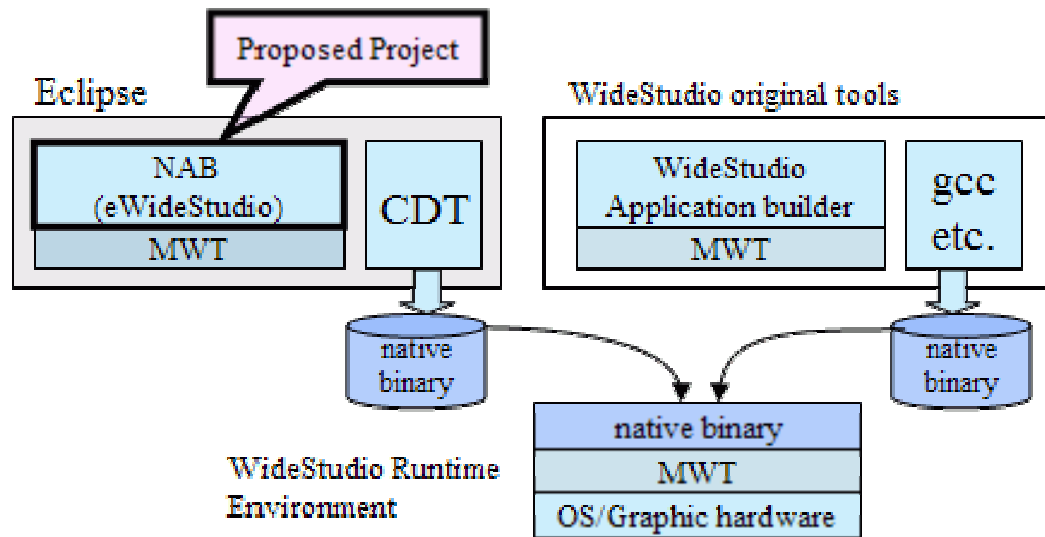 Proposed Project
Eclipse
WideStudio original tools
NAB
(eWideStudio)
MWT
CDT
WideStudio
Application builder
MWT
gcc
etc.
native
binary
native
binary
native binary
MWT
OS/Graphic hardware
WideStudio Runtime
Environment